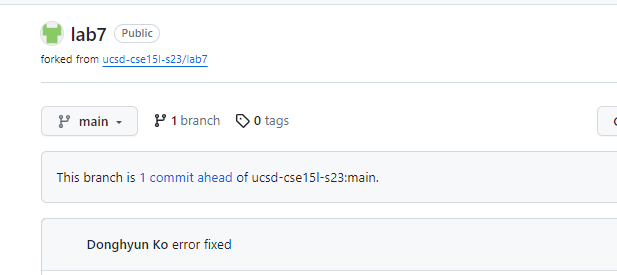 lab7 Public
forked from ucsd-cse15l-s23/lab7
main 1 branch 0 tags
This branch is 1 commit ahead of ucsd-cse15l-s23:main.
Donghyun Ko error fixed